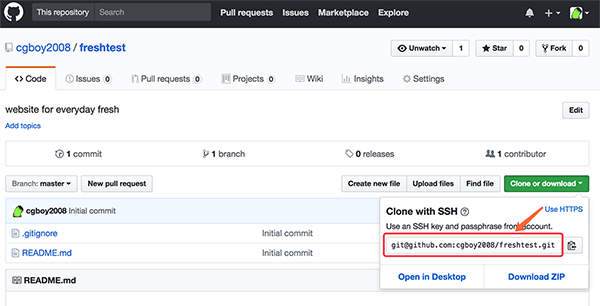 This repository Search Pull requests Issues Marketplace Explore
cgboy2008 / freshtest
Unwatch 1 Star 0 Fork 0
Code Issues 0 Pull requests 0 Projects 0 Wiki Insights Settings
website for everyday fresh
Edit
Add topics
1 commit 1 branch 0 releases 1 contributor
Branch: master New pull request Create new file Upload files Find file Clone or download
cgboy2008 Initial commit
.gitignore Initial commit
README.md Initial commit
README.md
Clone with SSH Use HTTPS
Use an SSH key and passphrase from account.
git@github.com:cgboy2008/freshtest.git
Open in Desktop Download ZIP